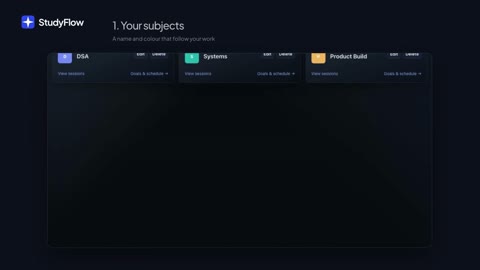 StudyFlow
1. Your subjects
A name and colour that follow your work
D DSA Edit Delete
S Systems Edit Delete
P Product Build Edit Delete
View sessions Goals & schedule →
View sessions Goals & schedule →
View sessions Goals & schedule →